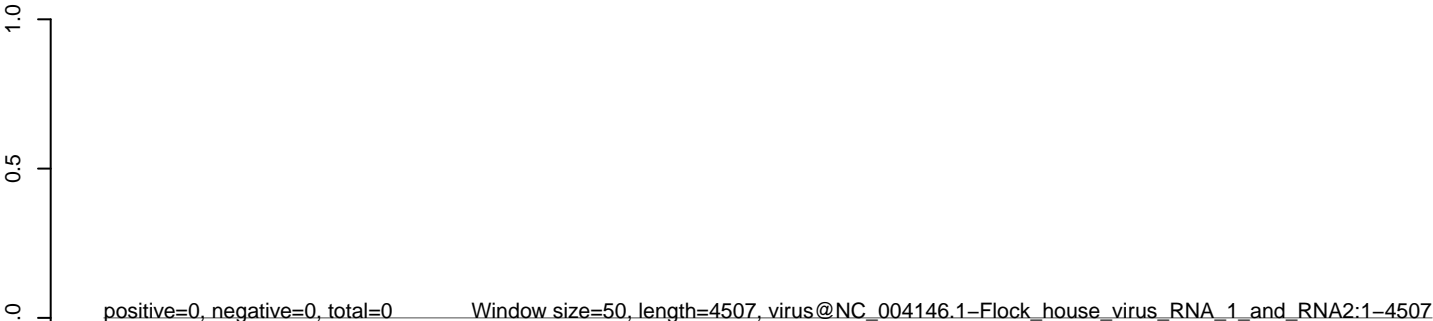 1.0
0.5
.0
positive=0, negative=0, total=0 Window size=50, length=4507, virus@NC_004146.1−Flock_house_virus_RNA_1_and_RNA2:1−4507